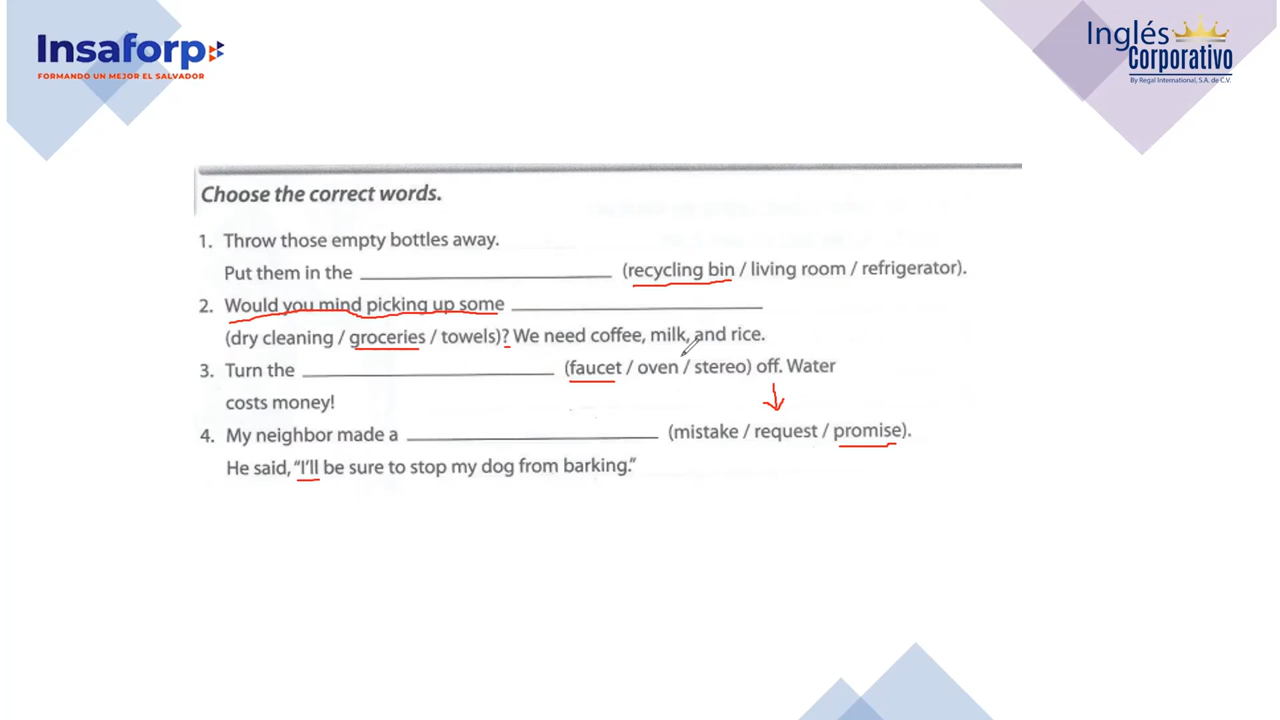 Insaforp
FORMANDO UN MEJOR EL SALVADOR
Inglés
Corporativo
By Regal International, S.A. de C.V.
Choose the correct words.
1. Throw those empty bottles away.
Put them in the ____________________ (recycling bin / living room / refrigerator).
2. Would you mind picking up some ____________________
(dry cleaning / groceries / towels)? We need coffee, milk, and rice.
3. Turn the ____________________ (faucet / oven / stereo) off. Water
costs money!
4. My neighbor made a ____________________ (mistake / request / promise).
He said, “I’ll be sure to stop my dog from barking.”